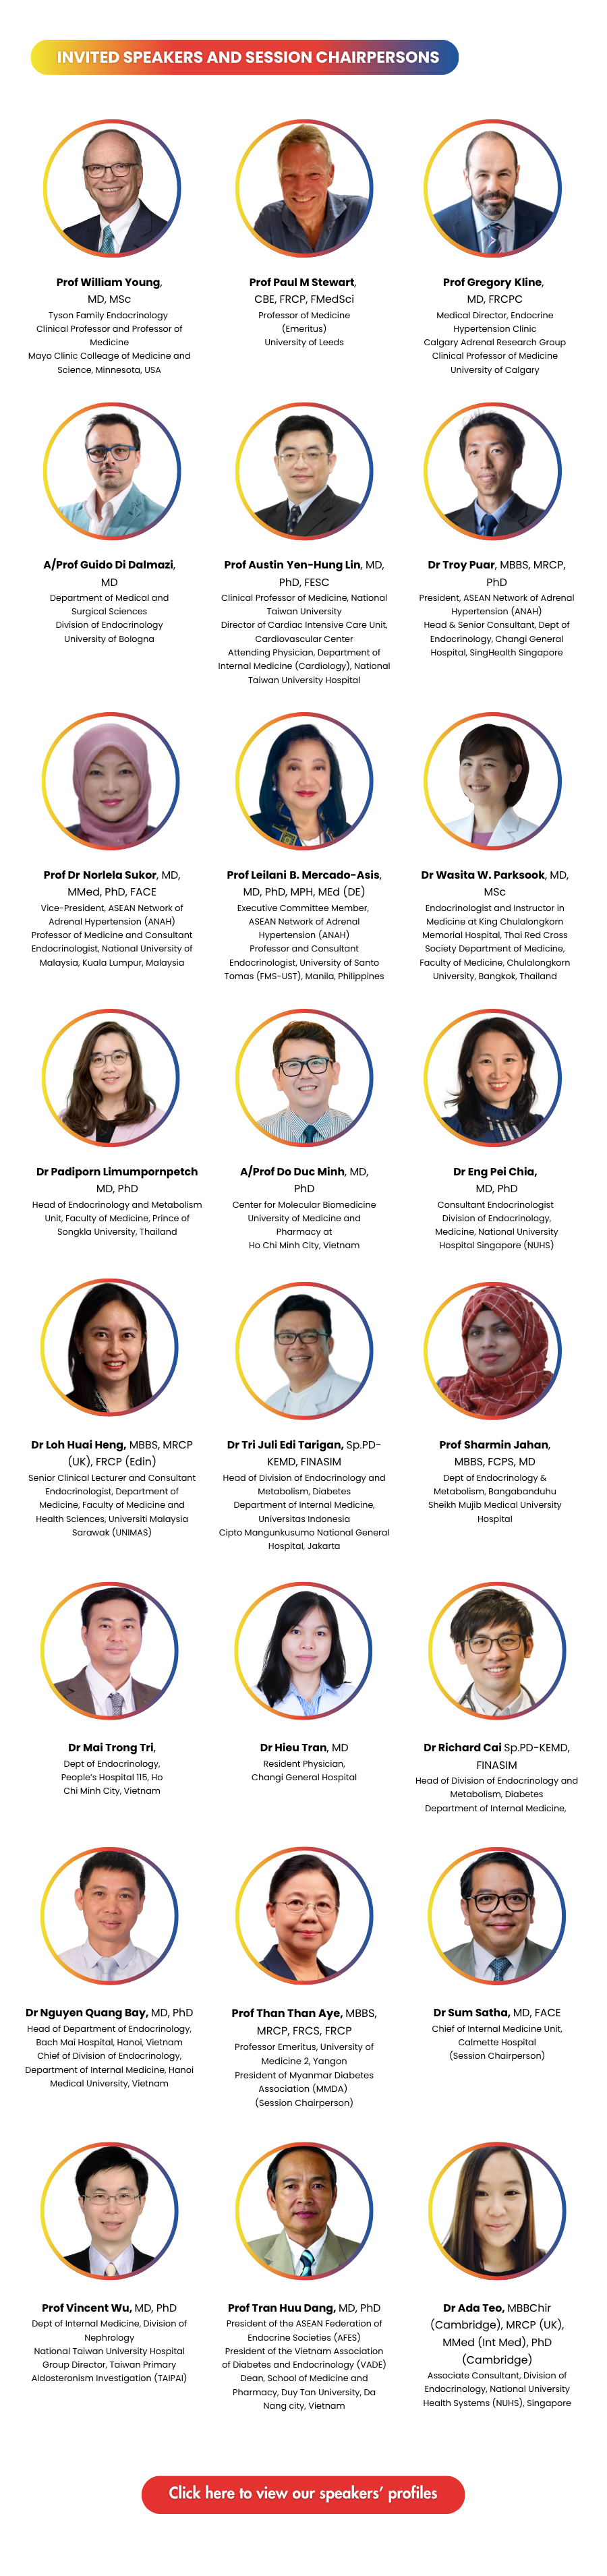 INVITED SPEAKERS AND SESSION CHAIRPERSONS
Prof William Young,
MD, MSc
Tyson Family Endocrinology
Clinical Professor and Professor of
Medicine
Mayo Clinic Colleage of Medicine and
Science, Minnesota, USA
Prof Paul M Stewart,
CBE, FRCP, FMedSci
Professor of Medicine
(Emeritus)
University of Leeds
Prof Gregory Kline,
MD, FRCPC
Medical Director, Endocrine
Hypertension Clinic
Calgary Adrenal Research Group
Clinical Professor of Medicine
University of Calgary
A/Prof Guido Di Dalmazi,
MD
Department of Medical and
Surgical Sciences
Division of Endocrinology
University of Bologna
Prof Austin Yen-Hung Lin, MD,
PhD, FESC
Clinical Professor of Medicine, National
Taiwan University
Director of Cardiac Intensive Care Unit,
Cardiovascular Center
Attending Physician, Department of
Internal Medicine (Cardiology), National
Taiwan University Hospital
Dr Troy Puar, MBBS, MRCP,
PhD
President, ASEAN Network of Adrenal
Hypertension (ANAH)
Head & Senior Consultant, Dept of
Endocrinology, Changi General
Hospital, SingHealth Singapore
Prof Dr Norlela Sukor, MD,
MMed, PhD, FACE
Vice-President, ASEAN Network of
Adrenal Hypertension (ANAH)
Professor of Medicine and Consultant
Endocrinologist, National University of
Malaysia, Kuala Lumpur, Malaysia
Prof Leilani B. Mercado-Asis,
MD, PhD, MPH, MEd (DE)
Executive Committee Member,
ASEAN Network of Adrenal
Hypertension (ANAH)
Professor and Consultant
Endocrinologist, University of Santo
Tomas (FMS-UST), Manila, Philippines
Dr Wasita W. Parksook, MD,
MSc
Endocrinologist and Instructor in
Medicine at King Chulalongkorn
Memorial Hospital, Thai Red Cross
Society Department of Medicine,
Faculty of Medicine, Chulalongkorn
University, Bangkok, Thailand
Dr Padiporn Limumpornpetch
MD, PhD
Head of Endocrinology and Metabolism
Unit, Faculty of Medicine, Prince of
Songkla University, Thailand
A/Prof Do Duc Minh, MD,
PhD
Center for Molecular Biomedicine
University of Medicine and
Pharmacy at
Ho Chi Minh City, Vietnam
Dr Eng Pei Chia,
MD, PhD
Consultant Endocrinologist
Division of Endocrinology,
Medicine, National University
Hospital Singapore (NUHS)
Dr Loh Huai Heng, MBBS, MRCP
(UK), FRCP (Edin)
Senior Clinical Lecturer and Consultant
Endocrinologist, Department of
Medicine, Faculty of Medicine and
Health Sciences, Universiti Malaysia
Sarawak (UNIMAS)
Dr Tri Juli Edi Tarigan, Sp.PD-
KEMD, FINASIM
Head of Division of Endocrinology and
Metabolism, Diabetes
Department of Internal Medicine,
Universitas Indonesia
Cipto Mangunkusumo National General
Hospital, Jakarta
Prof Sharmin Jahan,
MBBS, FCPS, MD
Dept of Endocrinology &
Metabolism, Bangabandhu
Sheikh Mujib Medical University
Hospital
Dr Mai Trong Tri,
Dept of Endocrinology,
People's Hospital 115, Ho
Chi Minh City, Vietnam
Dr Hieu Tran, MD
Resident Physician,
Changi General Hospital
Dr Richard Cai Sp.PD-KEMD,
FINASIM
Head of Division of Endocrinology and
Metabolism, Diabetes
Department of Internal Medicine,
Dr Nguyen Quang Bay, MD, PhD
Head of Department of Endocrinology,
Bach Mai Hospital, Hanoi, Vietnam
Chief of Division of Endocrinology,
Department of Internal Medicine, Hanoi
Medical University, Vietnam
Prof Than Than Aye, MBBS,
MRCP, FRCS, FRCP
Professor Emeritus, University of
Medicine 2, Yangon
President of Myanmar Diabetes
Association (MMDA)
(Session Chairperson)
Dr Sum Satha, MD, FACE
Chief of Internal Medicine Unit,
Calmette Hospital
(Session Chairperson)
Prof Vincent Wu, MD, PhD
Dept of Internal Medicine, Division of
Nephrology
National Taiwan University Hospital
Group Director, Taiwan Primary
Aldosteronism Investigation (TAIPAI)
Prof Tran Huu Dang, MD, PhD
President of the ASEAN Federation of
Endocrine Societies (AFES)
President of the Vietnam Association
of Diabetes and Endocrinology (VADE)
Dean, School of Medicine and
Pharmacy, Duy Tan University, Da
Nang city, Vietnam
Dr Ada Teo, MBBChir
(Cambridge), MRCP (UK),
MMed (Int Med), PhD
(Cambridge)
Associate Consultant, Division of
Endocrinology, National University
Health Systems (NUHS), Singapore
Click here to view our speakers' profiles